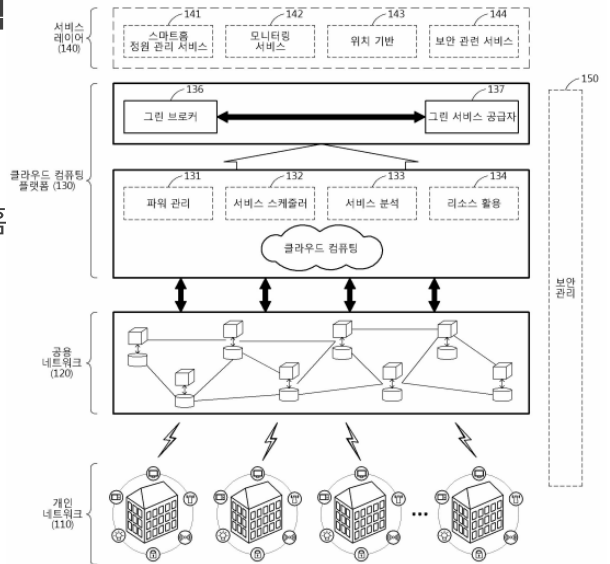 141
142
143
144
서비스
레이어
(140)
스마트홈
정원 관리 서비스
모니터링
서비스
위치 기반
보안 관련 서비스
150
136
137
그린 브로커
그린 서비스 공급자
클라우드 컴퓨팅
플랫폼 (130)
131
132
133
134
파워 관리
서비스 스케줄러
서비스 분석
리소스 활용
클라우드 컴퓨팅
보안
관리
공용
네트워크
(120)
개인
네트워크
(110)